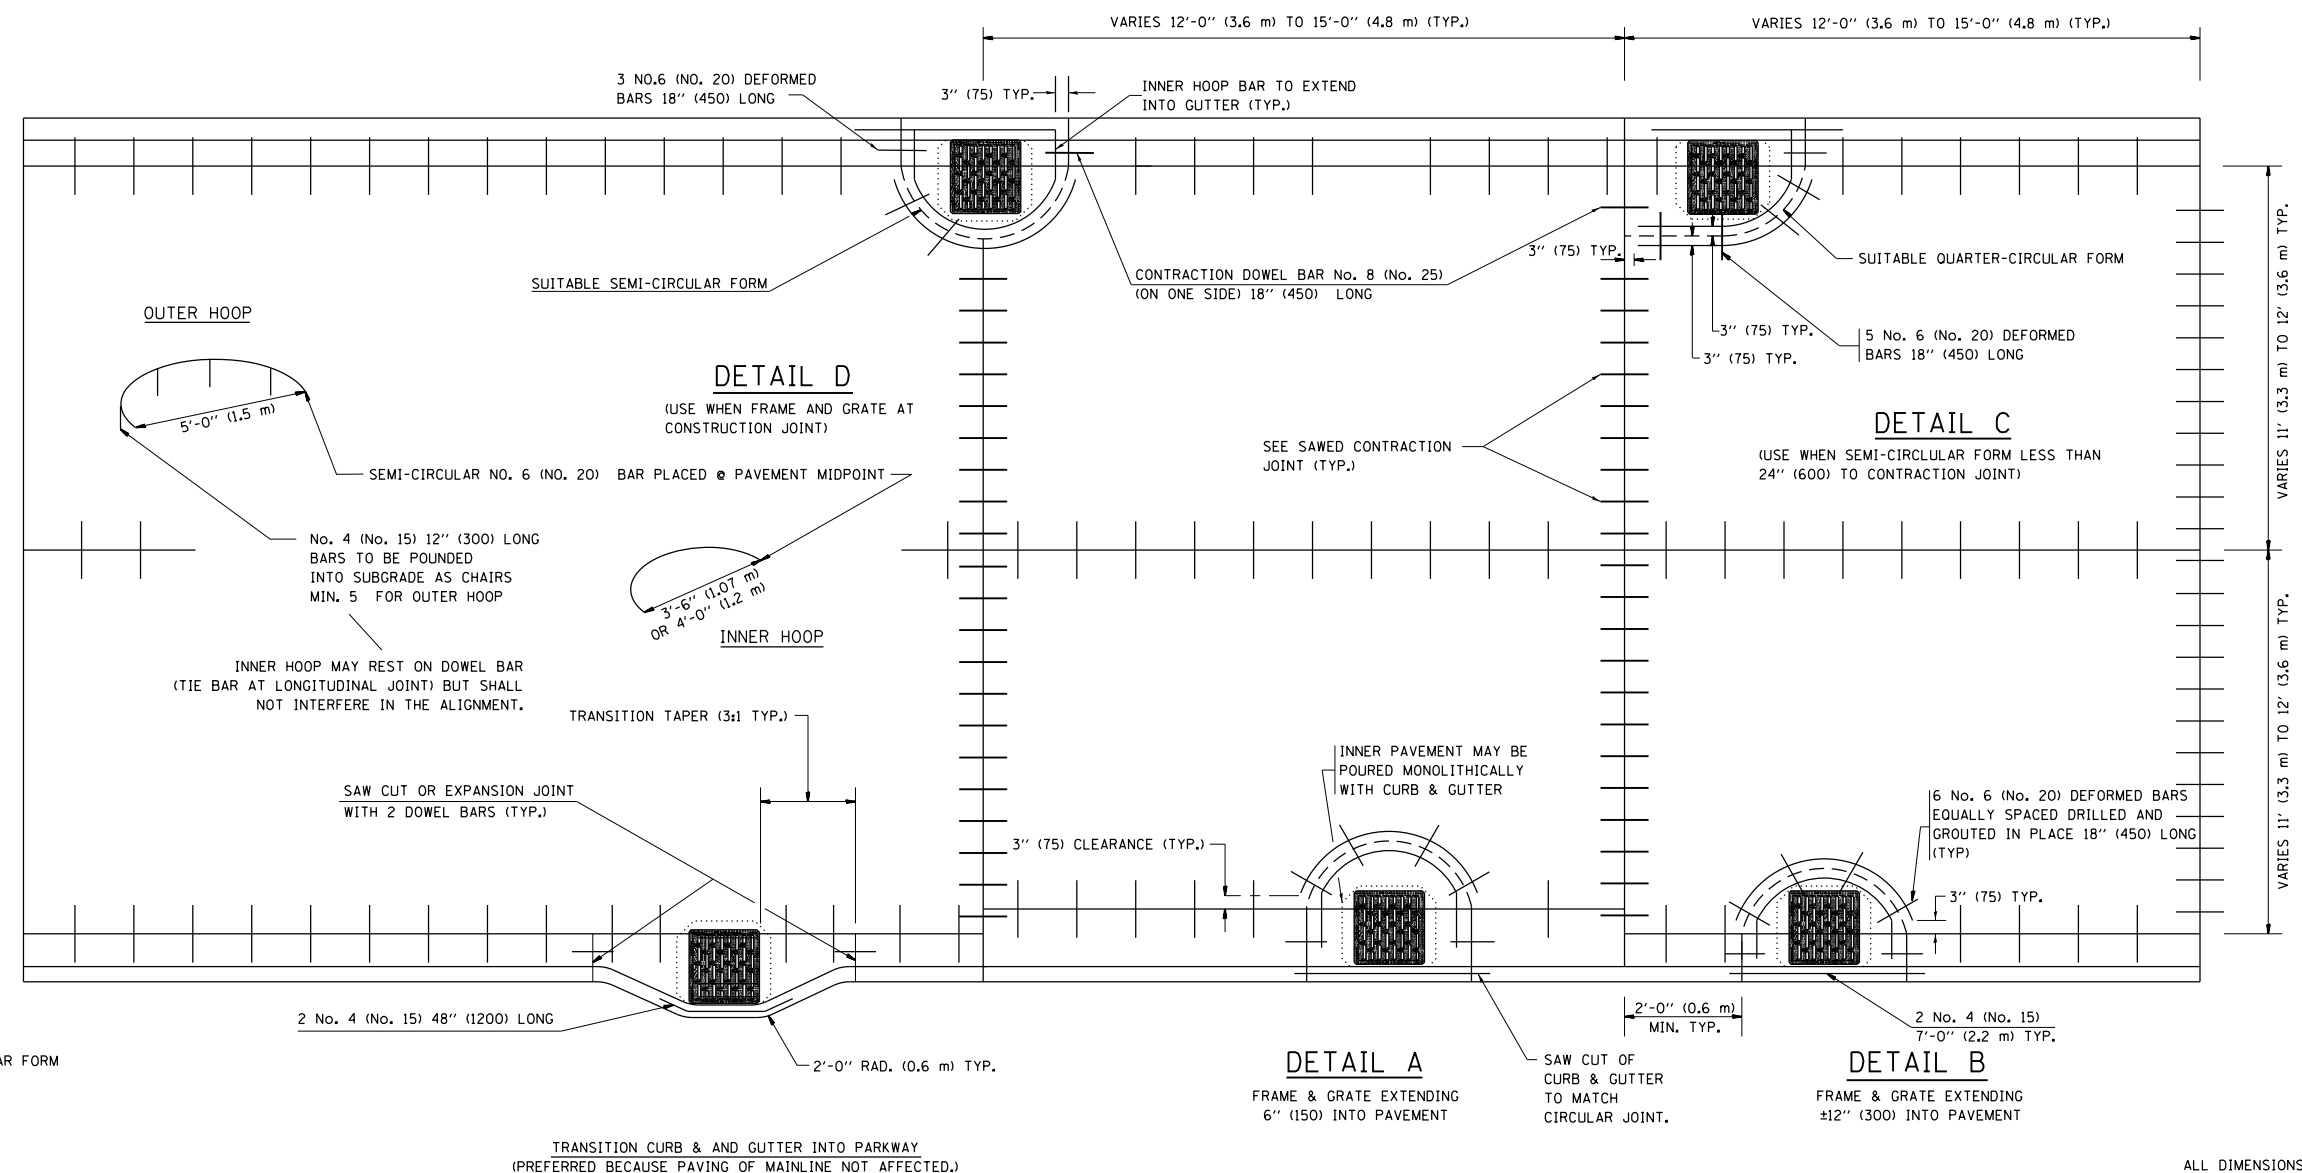 VARIES 12'-0" (3.6 m) TO 15'-0" (4.8 m) (TYP.)
VARIES 12'-0" (3.6 m) TO 15'-0" (4.8 m) (TYP.)
3 NO.6 (NO. 20) DEFORMED
BARS 18" (450) LONG
3" (75) TYP.
INNER HOOP BAR TO EXTEND
INTO GUTTER (TYP.)
SUITABLE SEMI-CIRCULAR FORM
CONTRACTION DOWEL BAR No. 8 (No. 25)
(ON ONE SIDE) 18" (450) LONG
3" (75) TYP.
SUITABLE QUARTER-CIRCULAR FORM
3" (75) TYP.
3" (75) TYP.
5 No. 6 (No. 20) DEFORMED
BARS 18" (450) LONG
VARIES 11' (3.3 m) TO 12' (3.6 m) TYP.
OUTER HOOP
5'-0" (1.5 m)
DETAIL D
(USE WHEN FRAME AND GRATE AT
CONSTRUCTION JOINT)
SEE SAWED CONTRACTION
JOINT (TYP.)
DETAIL C
(USE WHEN SEMI-CIRCLULAR FORM LESS THAN
24" (600) TO CONTRACTION JOINT)
SEMI-CIRCULAR NO. 6 (NO. 20) BAR PLACED @ PAVEMENT MIDPOINT
No. 4 (No. 15) 12" (300) LONG
BARS TO BE POUNDED
INTO SUBGRADE AS CHAIRS
MIN. 5 FOR OUTER HOOP
3'-6" (1.07 m)
OR 4'-0" (1.2 m)
INNER HOOP
INNER HOOP MAY REST ON DOWEL BAR
(TIE BAR AT LONGITUDINAL JOINT) BUT SHALL
NOT INTERFERE IN THE ALIGNMENT.
TRANSITION TAPER (3:1 TYP.)
SAW CUT OR EXPANSION JOINT
WITH 2 DOWEL BARS (TYP.)
INNER PAVEMENT MAY BE
POURED MONOLITHICALLY
WITH CURB & GUTTER
3" (75) CLEARANCE (TYP.)
6 No. 6 (No. 20) DEFORMED BARS
EQUALLY SPACED DRILLED AND
GROUTED IN PLACE 18" (450) LONG
(TYP)
3" (75) TYP.
VARIES 11' (3.3 m) TO 12' (3.6 m) TYP.
2 No. 4 (No. 15) 48" (1200) LONG
2'-0" RAD. (0.6 m) TYP.
2'-0" (0.6 m)
MIN. TYP.
2 No. 4 (No. 15)
7'-0" (2.2 m) TYP.
AR FORM
DETAIL A
FRAME & GRATE EXTENDING
6" (150) INTO PAVEMENT
SAW CUT OF
CURB & GUTTER
TO MATCH
CIRCULAR JOINT.
DETAIL B
FRAME & GRATE EXTENDING
±12" (300) INTO PAVEMENT
TRANSITION CURB & AND GUTTER INTO PARKWAY
(PREFERRED BECAUSE PAVING OF MAINLINE NOT AFFECTED.)
ALL DIMENSIONS